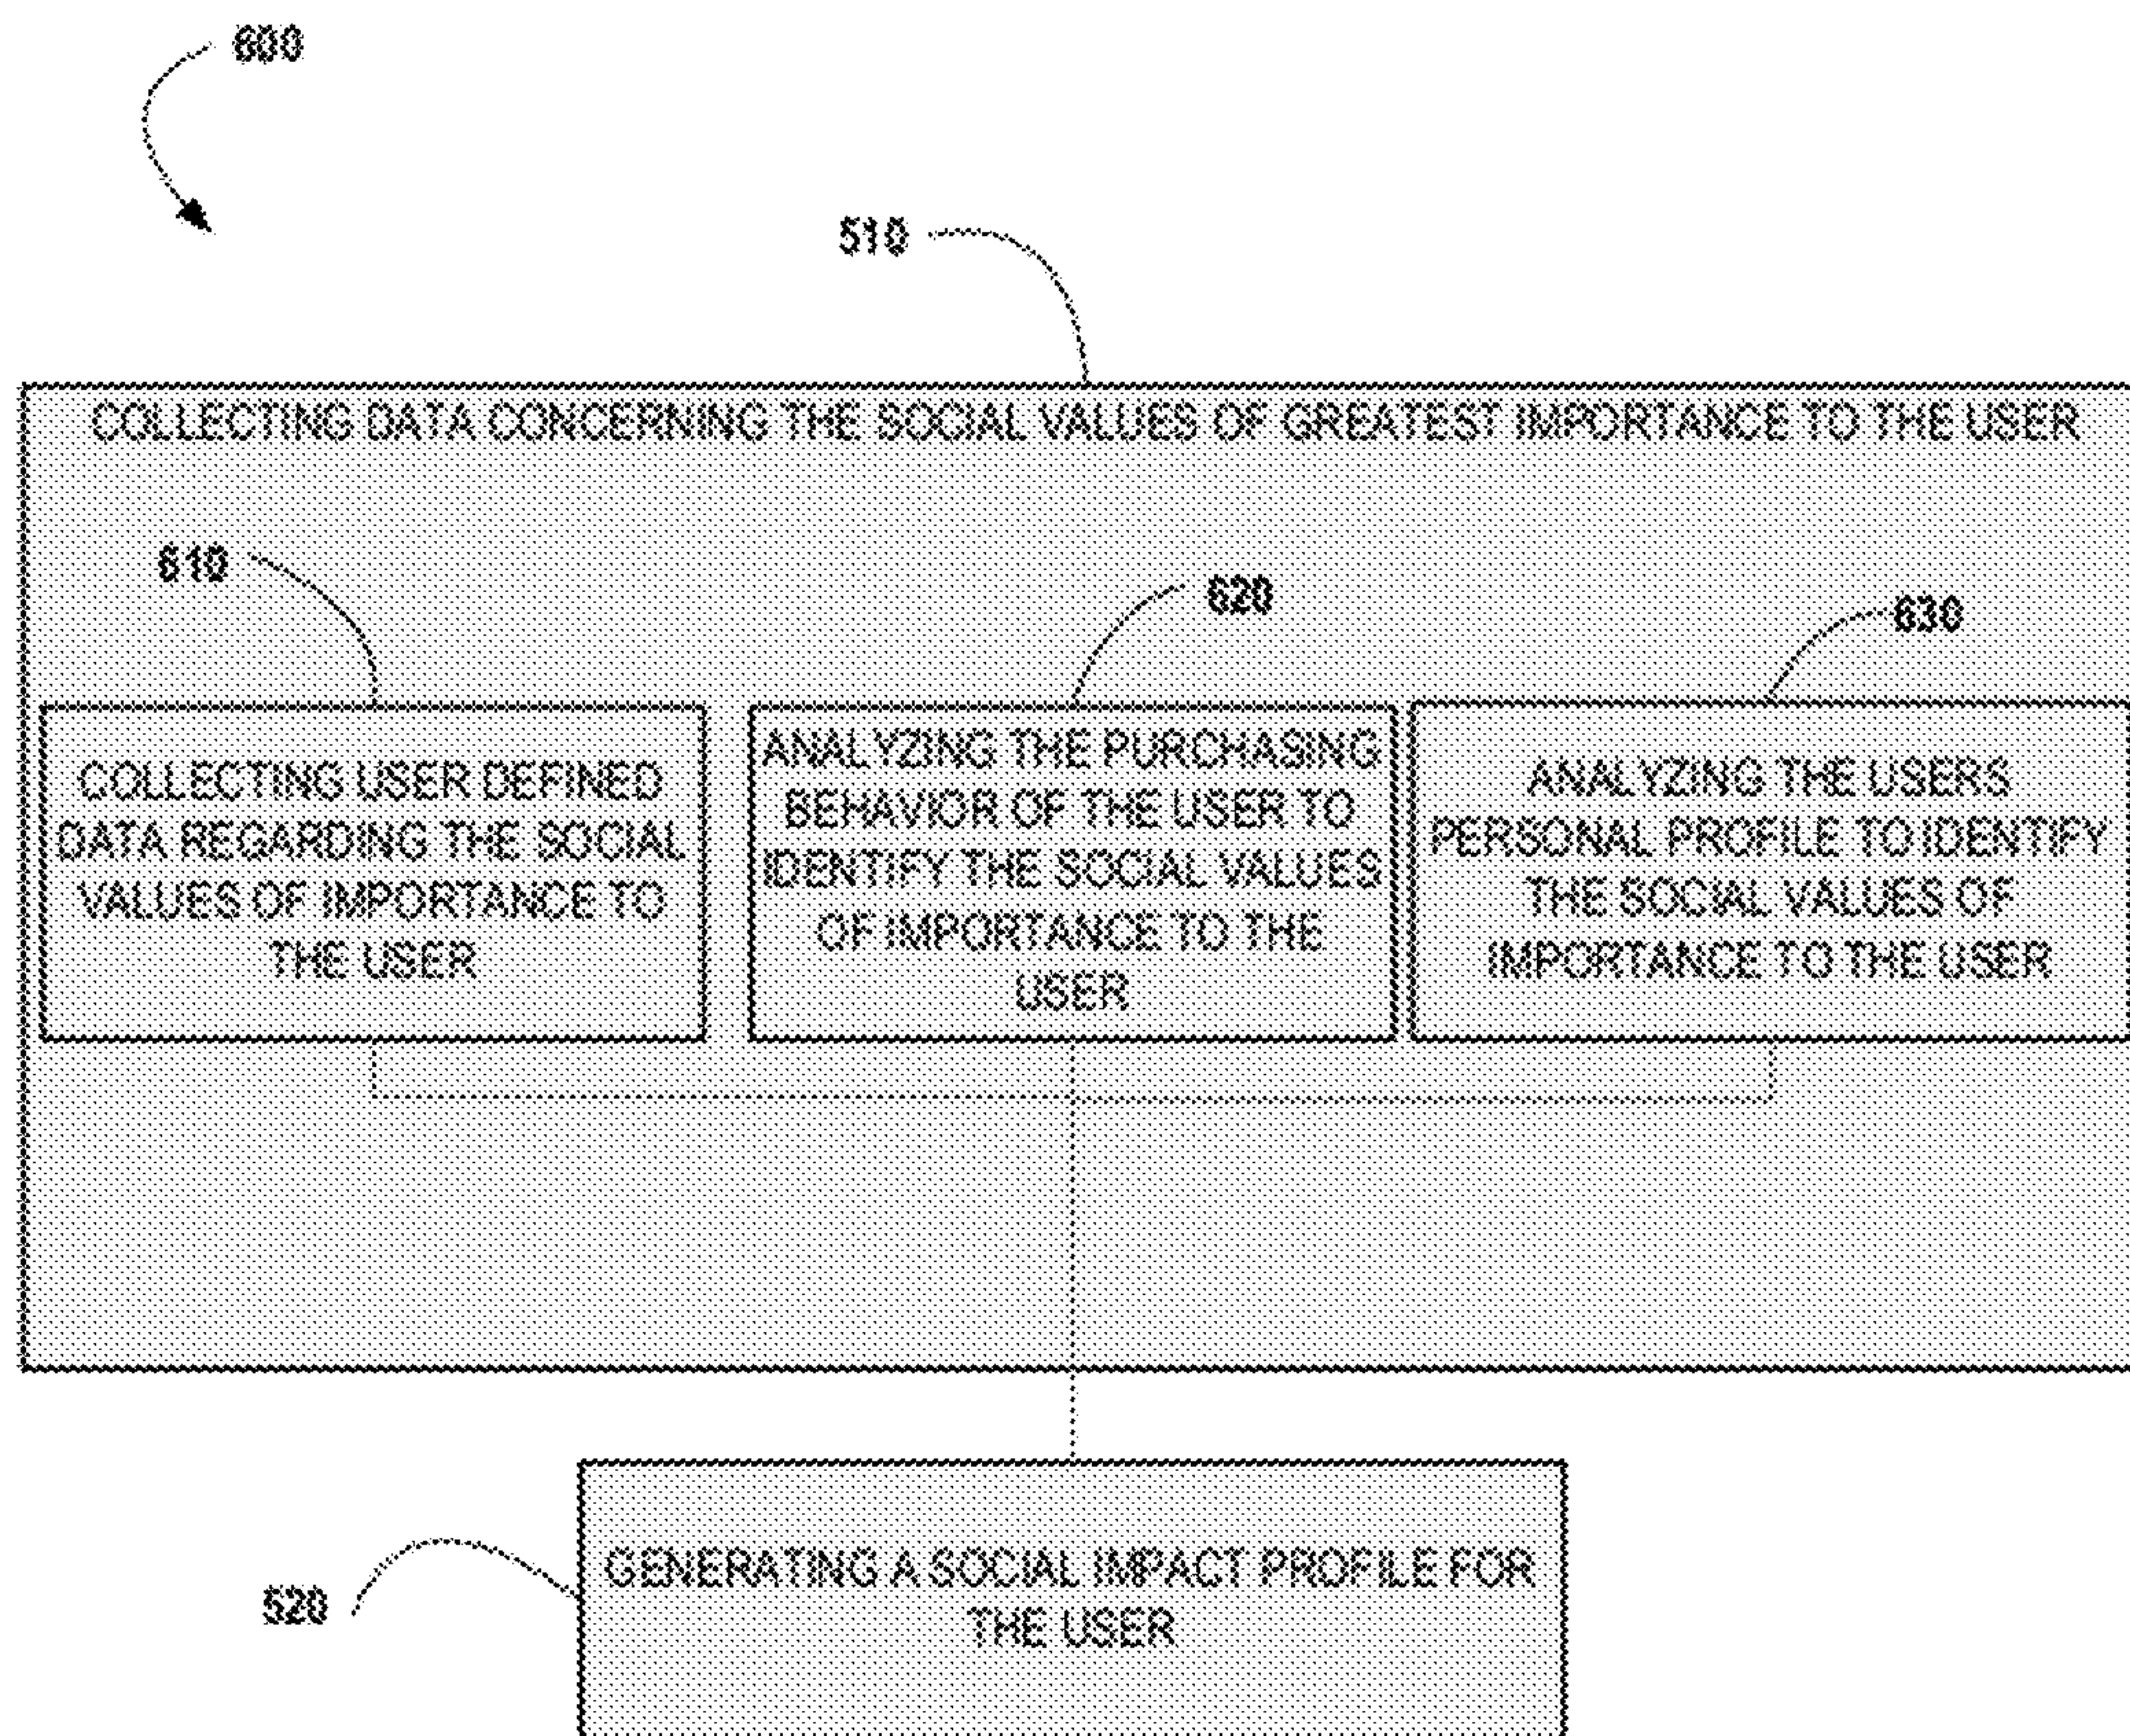 600
510
COLLECTING DATA CONCERNING THE SOCIAL VALUES OF GREATEST IMPORTANCE TO THE USER
610
620
630
COLLECTING USER DEFINED
DATA REGARDING THE SOCIAL
VALUES OF IMPORTANCE TO
THE USER
ANALYZING THE PURCHASING
BEHAVIOR OF THE USER TO
IDENTIFY THE SOCIAL VALUES
OF IMPORTANCE TO THE
USER
ANALYZING THE USERS
PERSONAL PROFILE TO IDENTIFY
THE SOCIAL VALUES OF
IMPORTANCE TO THE USER
520
GENERATING A SOCIAL IMPACT PROFILE FOR
THE USER